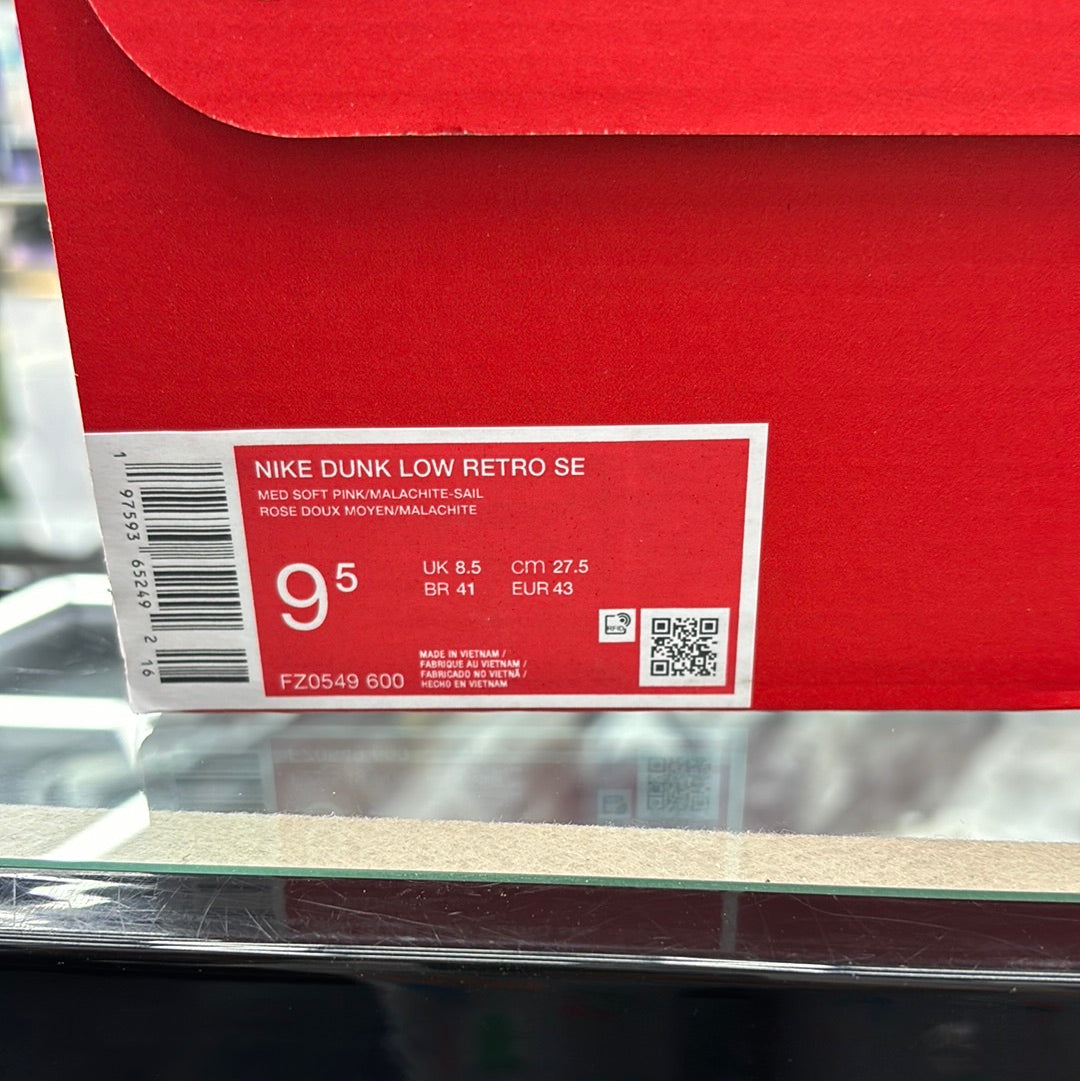 NIKE DUNK LOW RETRO SE
MED SOFT PINK/MALACHITE-SAIL
ROSE DOUX MOYEN/MALACHITE
9⁵
UK 8.5 cm 27.5
BR 41 EUR 43
RFID
MADE IN VIETNAM /
FABRIQUE AU VIETNAM /
FABRICADO NO VIETNÃ /
HECHO EN VIETNAM
FZ0549 600
1 97593 65249 2 16